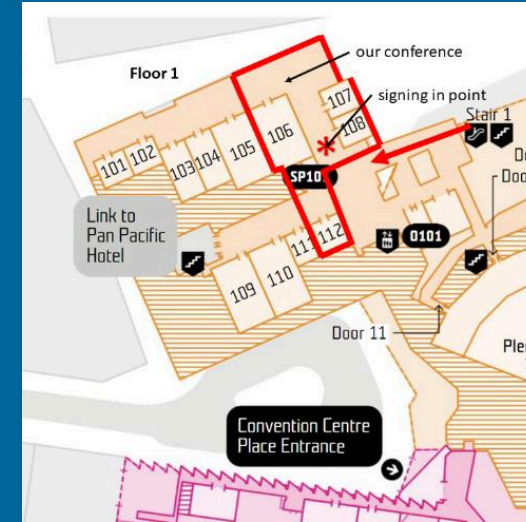 our conference
Floor 1
signing in point
107
Stair 1
108
106
105
101 102
103 104
SP10
Door
Link to
Pan Pacific
Hotel
0101
112
111
110
109
Door 11
Convention Centre
Place Entrance